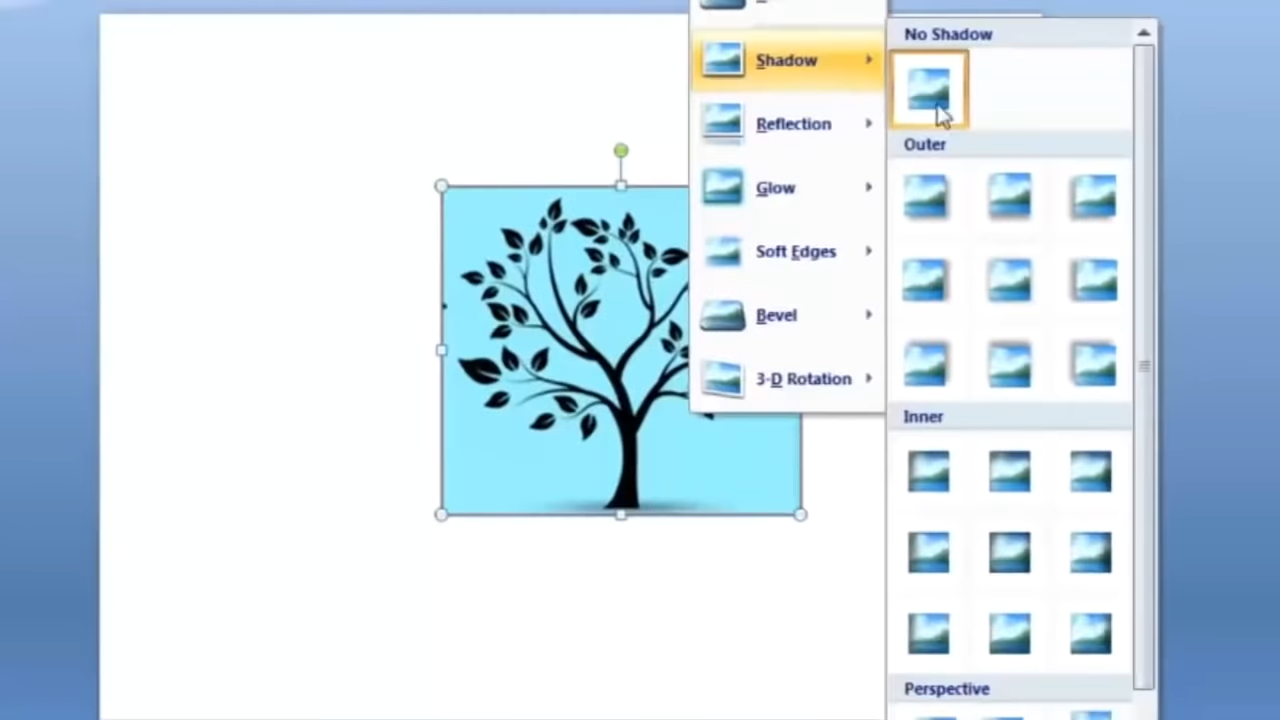 Shadow
Reflection
Glow
Soft Edges
Bevel
3-D Rotation
No Shadow
Outer
Inner
Perspective